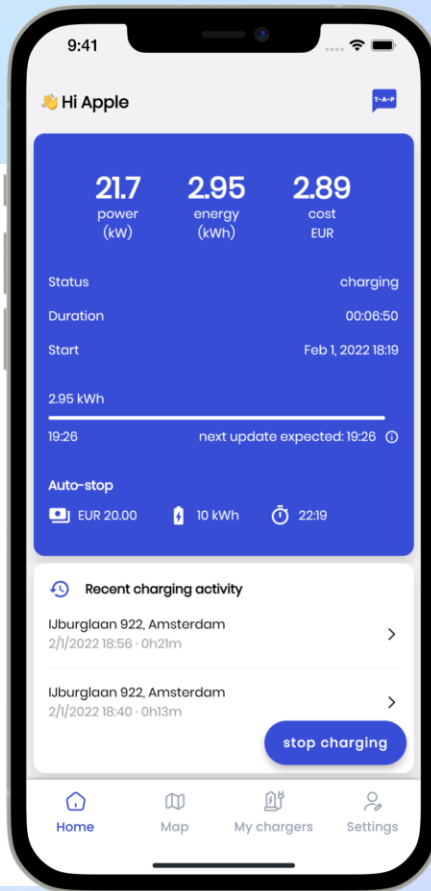 9:41
👋 Hi Apple
T-A-P
21.7 2.95 2.89
power energy cost
(kW) (kWh) EUR
Status charging
Duration 00:06:50
Start Feb 1, 2022 18:19
2.95 kWh
19:26 next update expected: 19:26
Auto-stop
EUR 20.00 10 kWh 22:19
Recent charging activity
IJburglaan 922, Amsterdam
2/1/2022 18:56 · 0h21m
IJburglaan 922, Amsterdam
2/1/2022 18:40 · 0h13m
stop charging
Home Map My chargers Settings